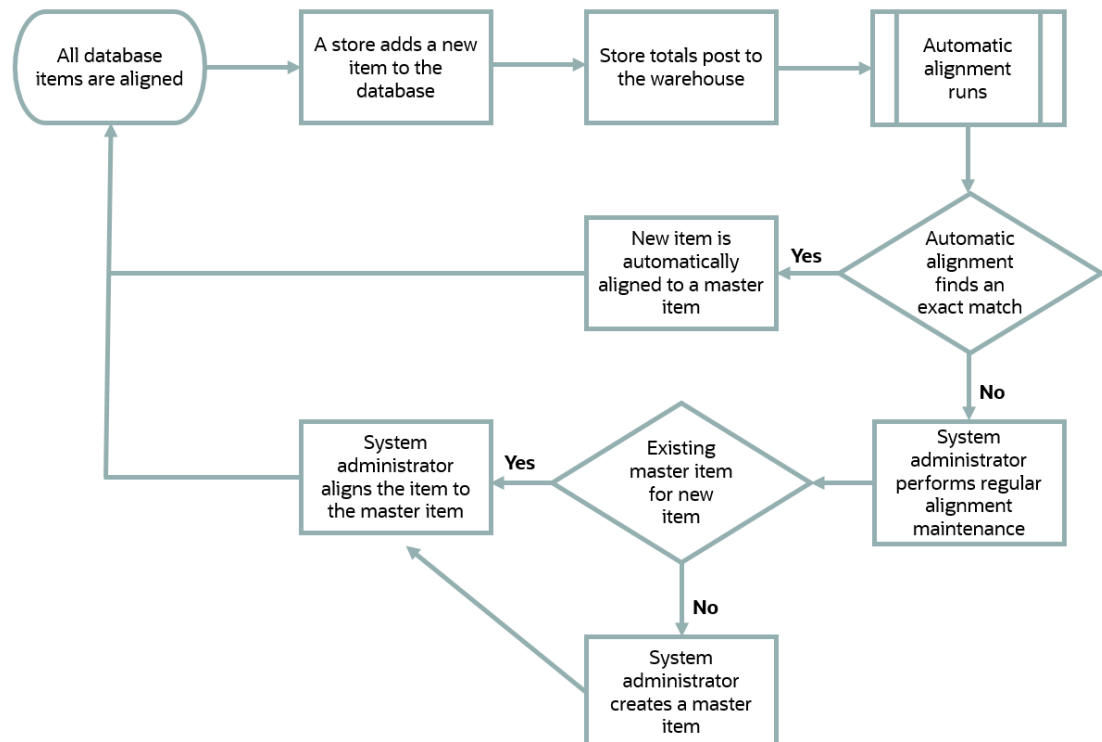 All database
items are aligned
A store adds a new
item to the
database
Store totals post to
the warehouse
Automatic
alignment
runs
New item is
automatically
aligned to a master
item
Yes
Automatic
alignment
finds an
exact match
No
System
administrator
aligns the item to
the master item
Yes
Existing
master item
for new
item
System
administrator
performs regular
alignment
maintenance
No
System
administrator
creates a master
item